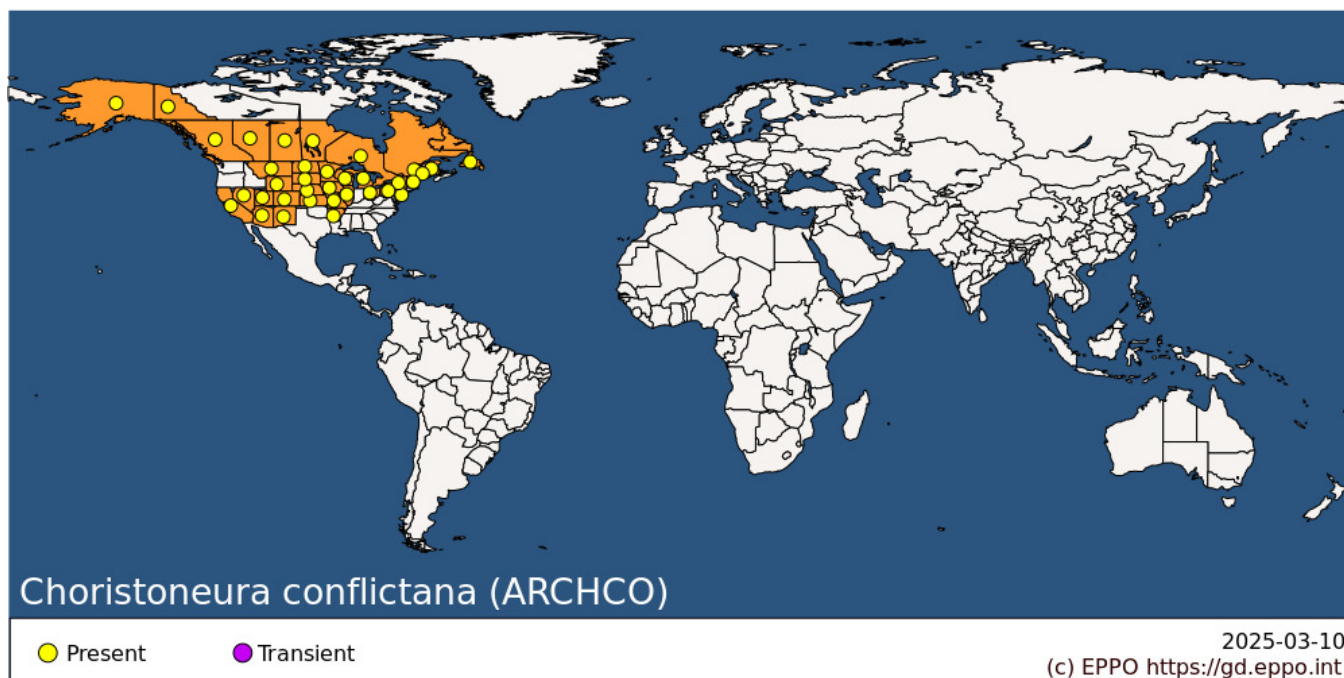 Choristoneura conflictana (ARCHCO)
Present
Transient
2025-03-10
(c) EPPO https://gd.eppo.int